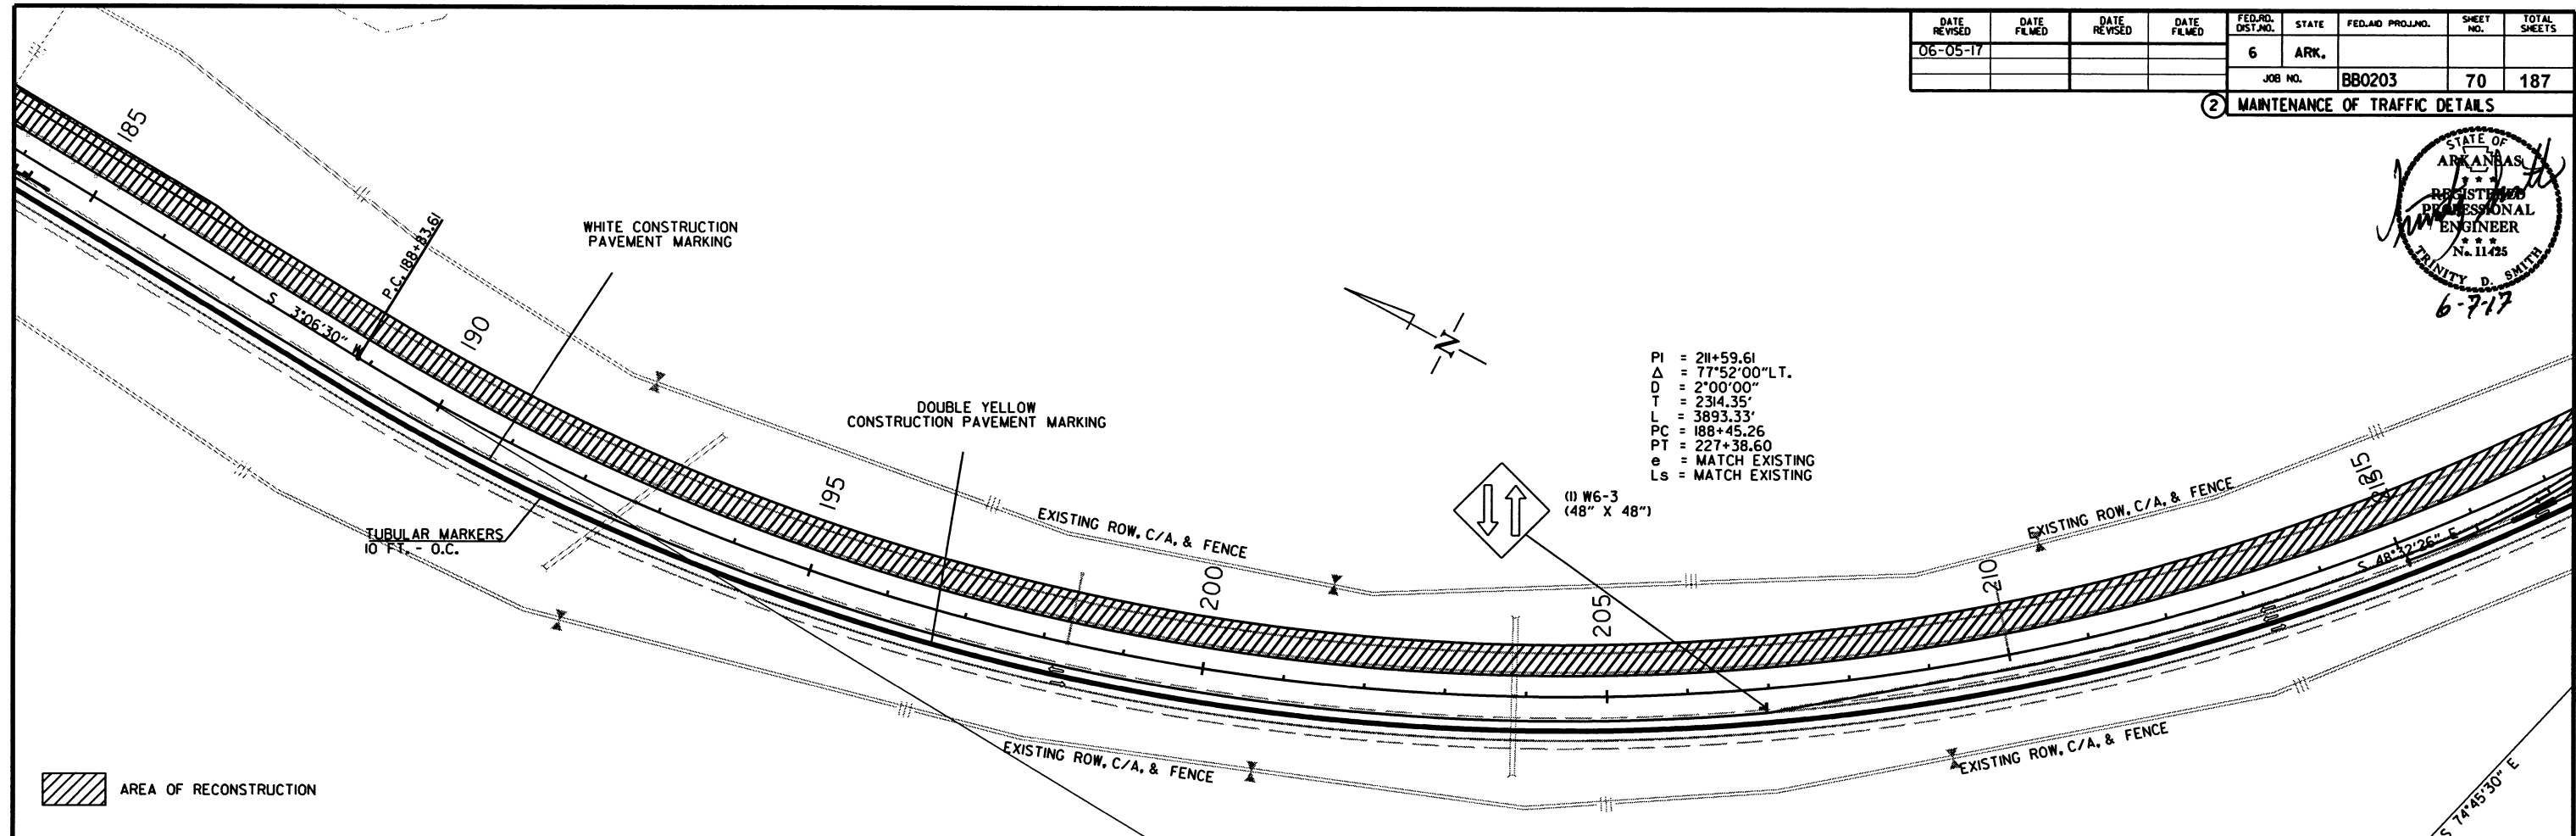 DATE REVISED
DATE FILMED
DATE REVISED
DATE FILMED
FED.RD. DIST.NO.
STATE
FED.AID PROJ.NO.
SHEET NO.
TOTAL SHEETS
06-05-17
6
ARK.
JOB NO.
BB0203
70
187
2
MAINTENANCE OF TRAFFIC DETAILS
STATE OF
ARKANSAS
REGISTERED
PROFESSIONAL
ENGINEER
No. 11425
TRINITY D. SMITH
6-7-17
185
P.C. 188+83.61
S 3°06'30" W
190
WHITE CONSTRUCTION
PAVEMENT MARKING
DOUBLE YELLOW
CONSTRUCTION PAVEMENT MARKING
TUBULAR MARKERS
10 FT. - O.C.
195
EXISTING ROW, C/A, & FENCE
N
PI = 211+59.61
Δ = 77°52'00"LT.
D = 2°00'00"
T = 2314.35'
L = 3893.33'
PC = 188+45.26
PT = 227+38.60
e = MATCH EXISTING
Ls = MATCH EXISTING
(1) W6-3
(48" X 48")
200
205
210
215
EXISTING ROW, C/A, & FENCE
S 48°32'26" E
EXISTING ROW, C/A, & FENCE
EXISTING ROW, C/A, & FENCE
S 74°45'30" E
AREA OF RECONSTRUCTION